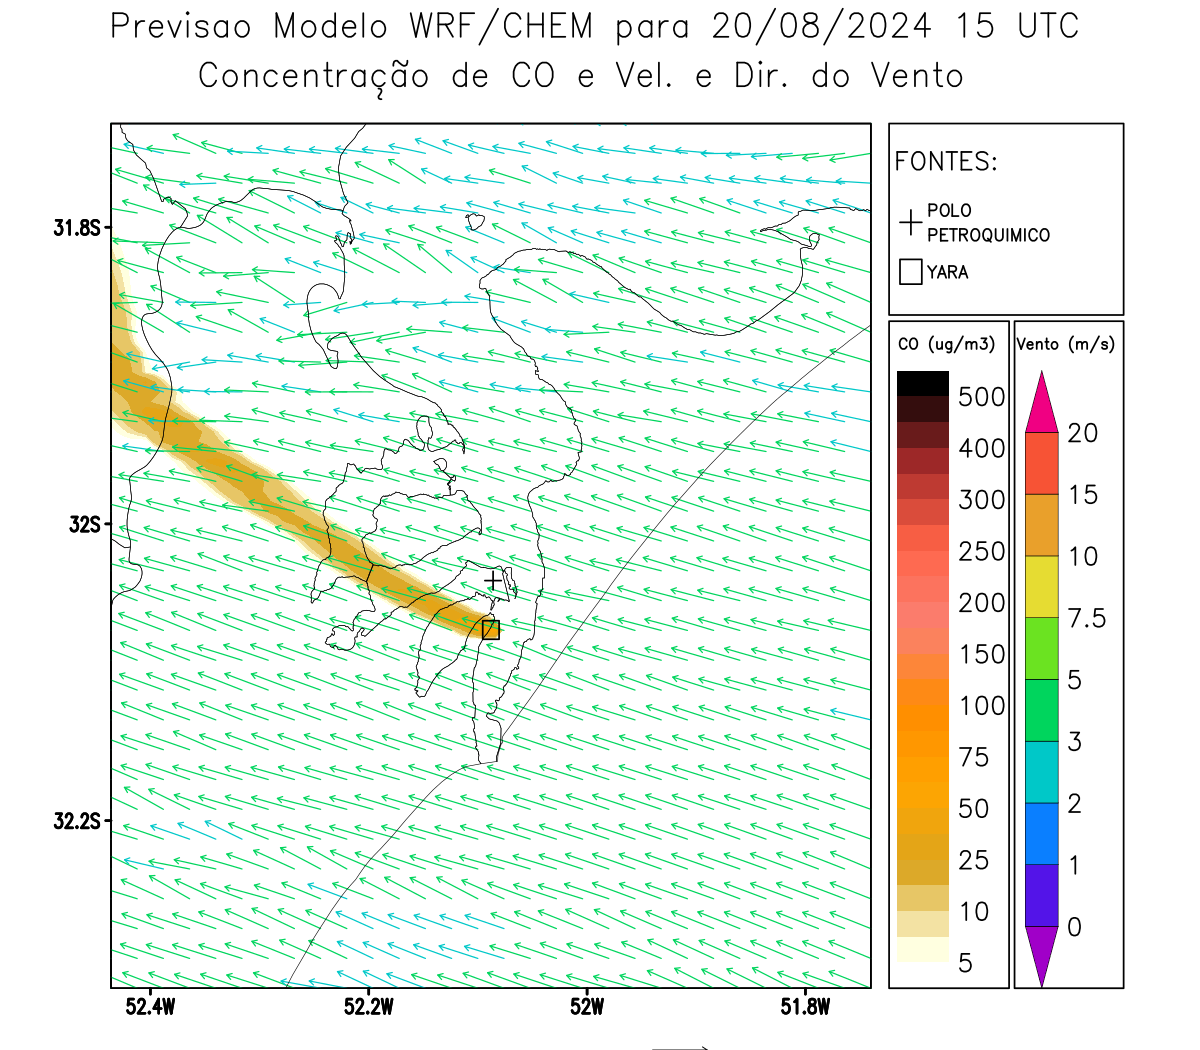 Previsao Modelo WRF/CHEM para 20/08/2024 15 UTC
Concentração de CO e Vel. e Dir. do Vento
FONTES:
POLO
PETROQUIMICO
YARA
CO (ug/m3)
500
400
300
250
200
150
100
75
50
25
10
5
Vento (m/s)
20
15
10
7.5
5
3
2
1
0
31.8S
32S
32.2S
52.4W
52.2W
52W
51.8W